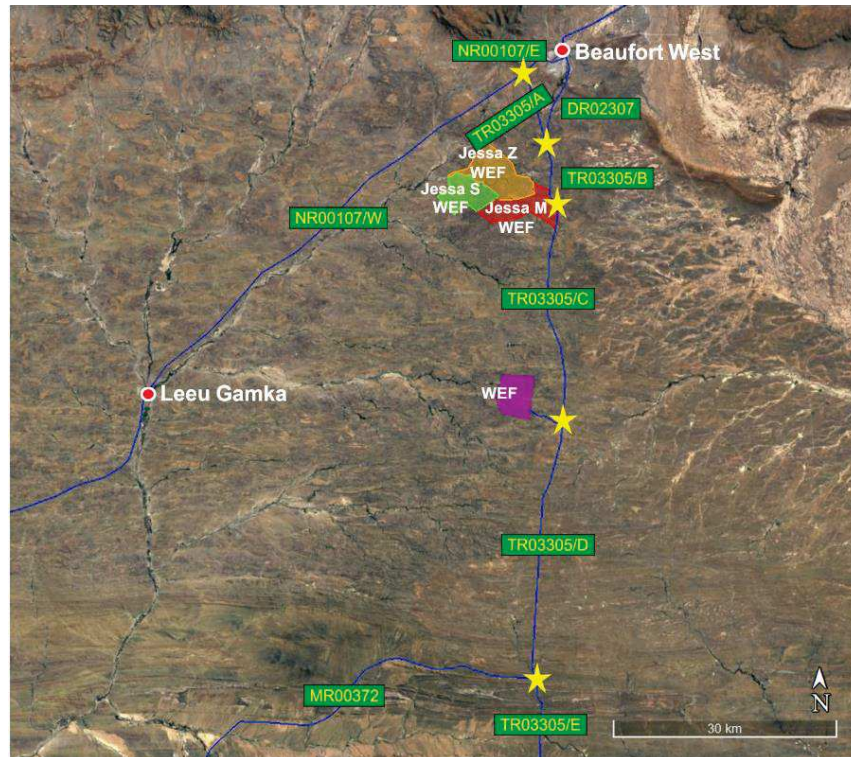 NR00107/E
Beaufort West
TR03305/A
DR02307
Jessa Z
WEF
TR03305/B
Jessa S
WEF
Jessa M
WEF
NR00107/W
TR03305/C
Leeu Gamka
WEF
TR03305/D
MR00372
N
TR03305/E
30 km